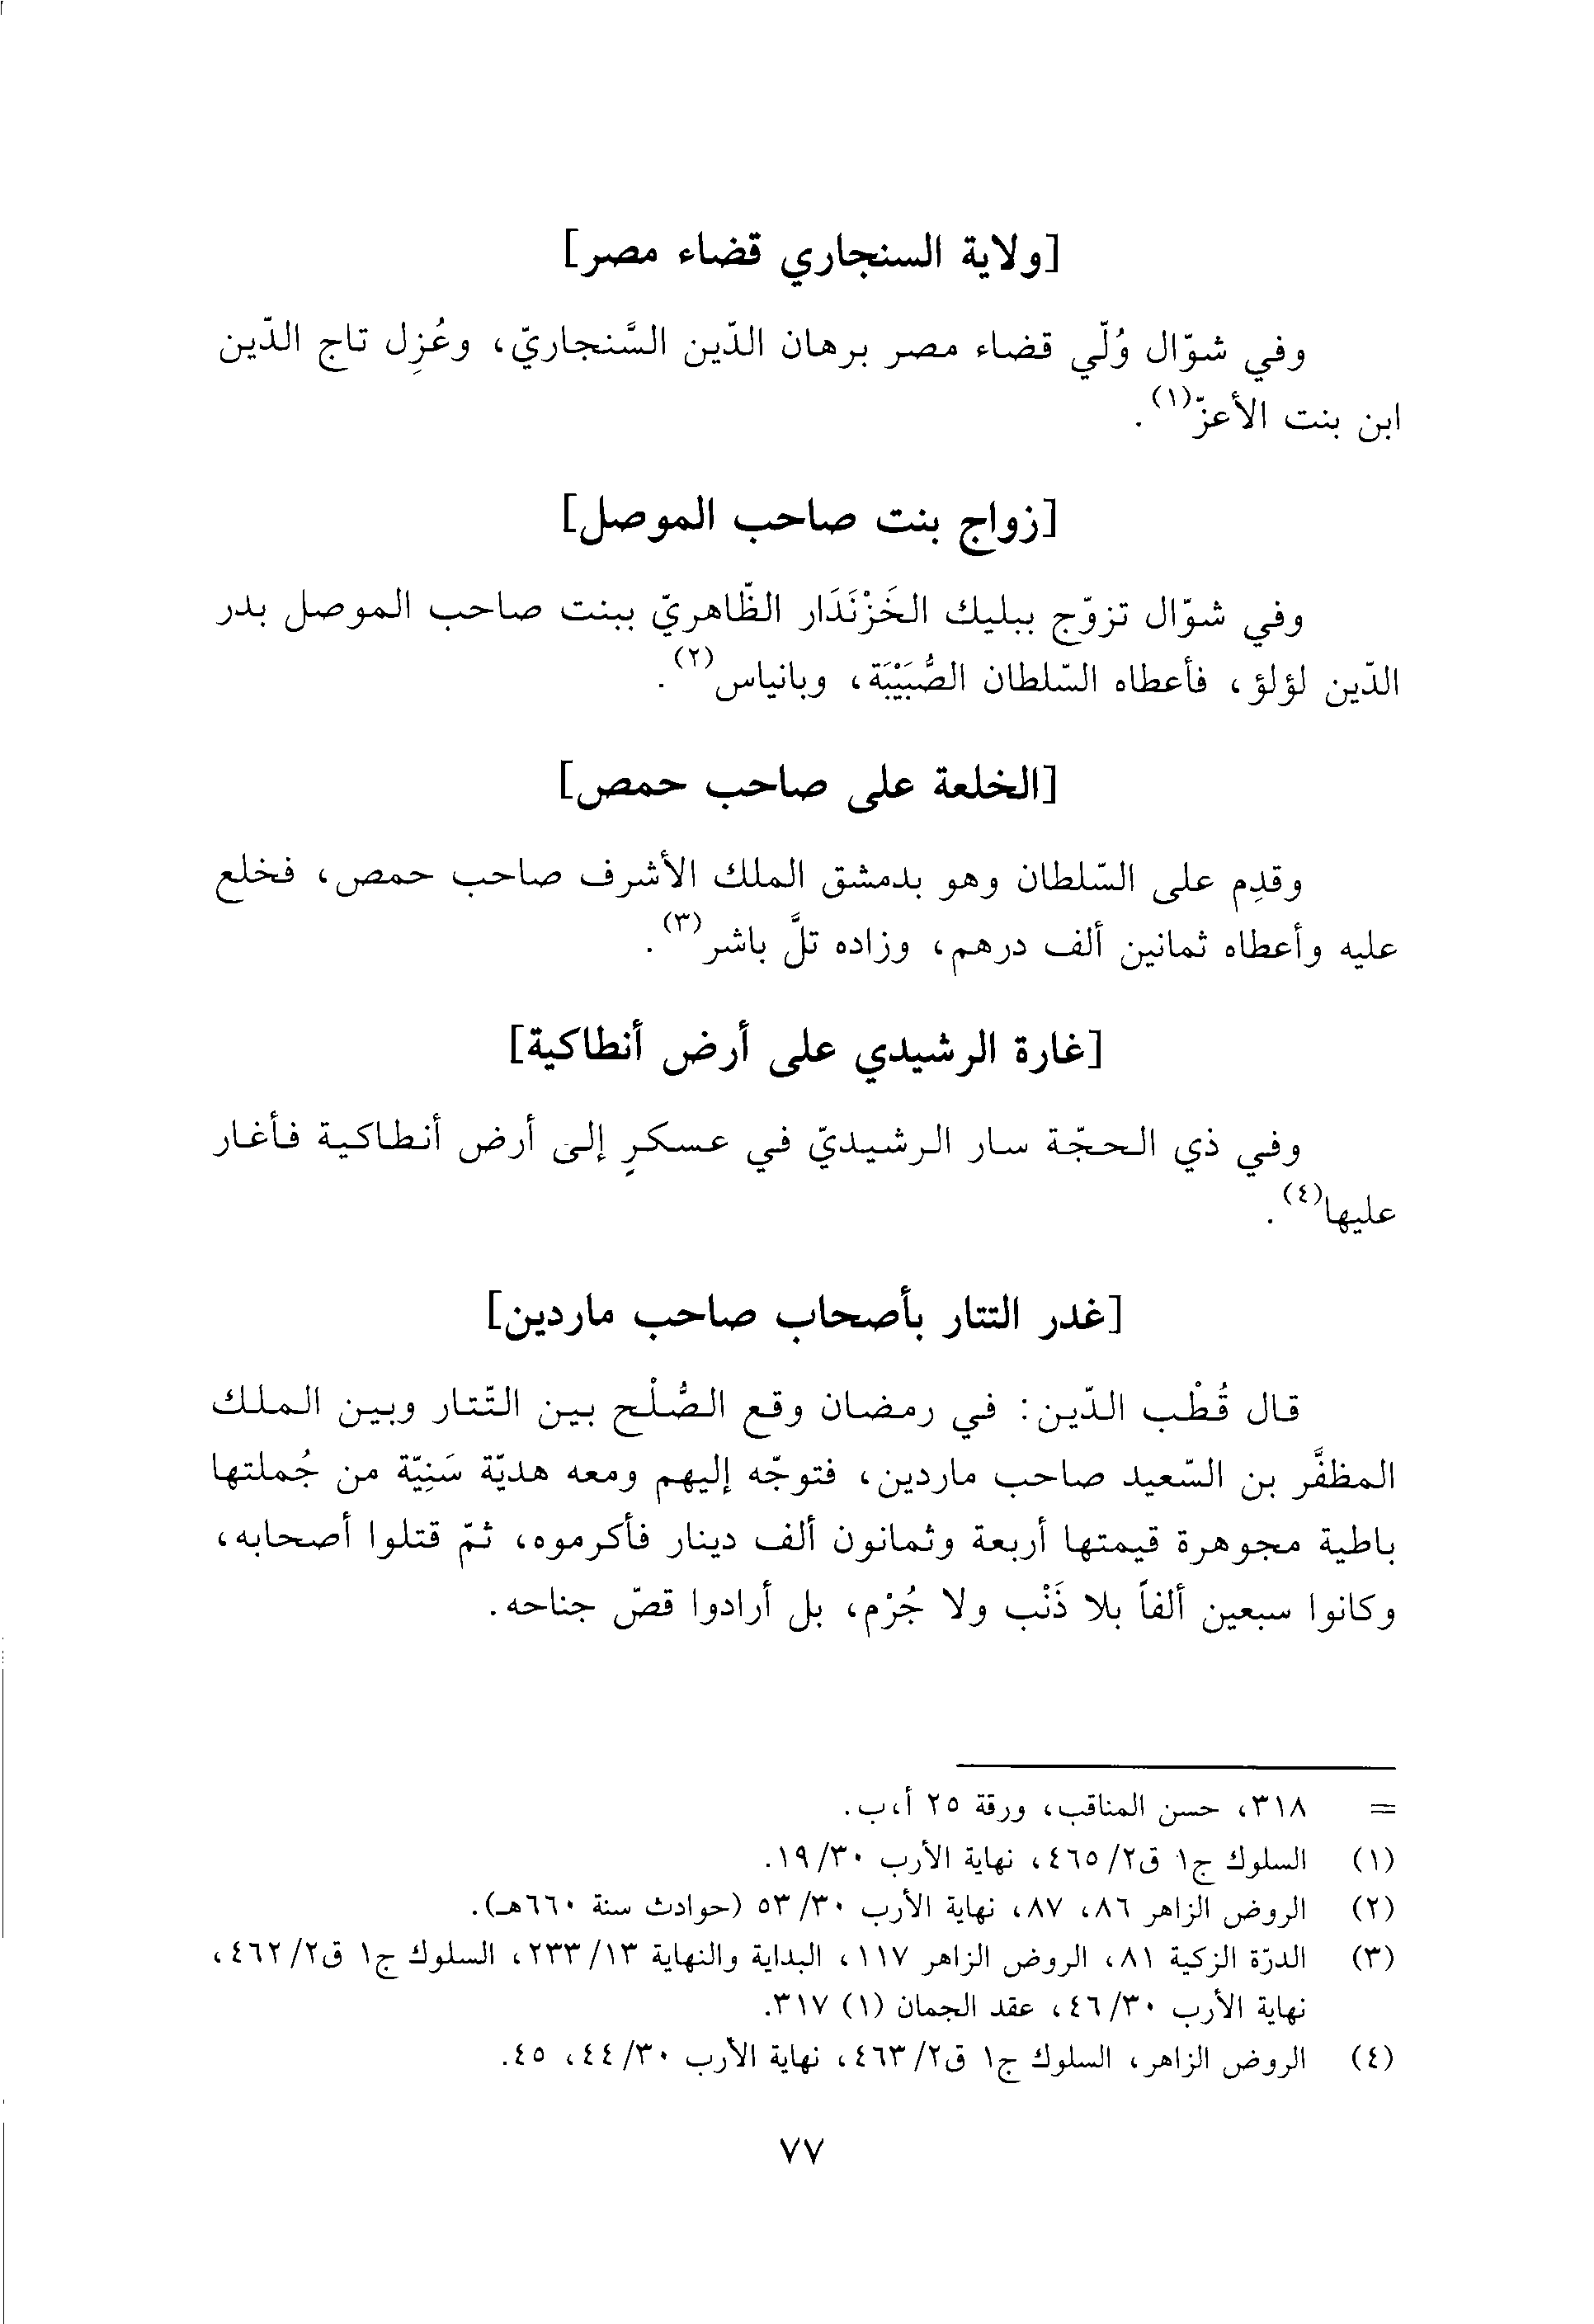 [ولاية السنجاري قضاء مصر]
وفي شوّال وُلّي قضاء مصر برهان الدّين السَّنجاريّ، وعُزِل تاج الدّين
ابن بنت الأعزّ(١).
[زواج بنت صاحب الموصل]
وفي شوّال تزوّج بيليك الخَزْنَدَار الظّاهريّ ببنت صاحب الموصل بدر
الدّين لؤلؤ، فأعطاه السّلطان الصُّبَيْبَة، وبانياس(٢).
[الخلعة على صاحب حمص]
وقدِم على السّلطان وهو بدمشق الملك الأشرف صاحب حمص، فخلع
عليه وأعطاه ثمانين ألف درهم، وزاده تلَّ باشر(٣).
[غارة الرشيدي على أرض أنطاكية]
وفي ذي الحجّة سار الرشيديّ في عسكرٍ إلى أرض أنطاكية فأغار
عليها(٤).
[غدر التتار بأصحاب صاحب ماردين]
قال قُطْب الدّين: في رمضان وقع الصُّلْح بين التّتار وبين الملك
المظفَّر بن السّعيد صاحب ماردين، فتوجّه إليهم ومعه هديّة سَنِيّة من جُملتها
باطية مجوهرة قيمتها أربعة وثمانون ألف دينار فأكرموه، ثمّ قتلوا أصحابه،
وكانوا سبعين ألفاً بلا ذَنْب ولا جُرْم، بل أرادوا قصّ جناحه.
= ٣١٨، حسن المناقب، ورقة ٢٥ أ،ب.
(١) السلوك ج١ ق٢/ ٤٦٥، نهاية الأرب ٣٠/ ١٩.
(٢) الروض الزاهر ٨٦، ٨٧، نهاية الأرب ٣٠/ ٥٣ (حوادث سنة ٦٦٠هـ).
(٣) الدرّة الزكية ٨١، الروض الزاهر ١١٧، البداية والنهاية ١٣/ ٢٣٣، السلوك ج١ ق٢/ ٤٦٢،
نهاية الأرب ٣٠/ ٤٦، عقد الجمان (١) ٣١٧.
(٤) الروض الزاهر، السلوك ج١ ق٢/ ٤٦٣، نهاية الأرب ٣٠/ ٤٤، ٤٥.
٧٧